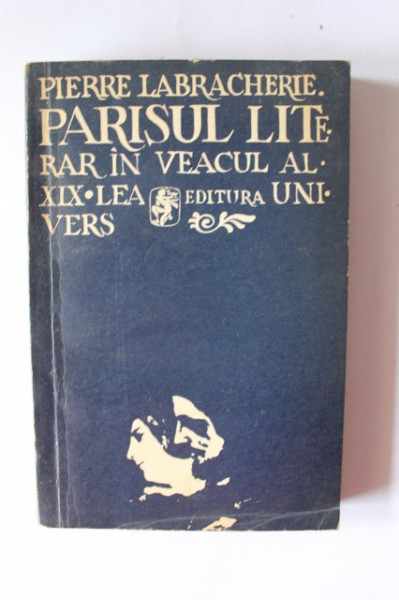 PIERRE LABRACHERIE.
PARISUL LITE.
RAR ÎN VEACUL AL.
XIX•LEA EDITURA UNI.
VERS